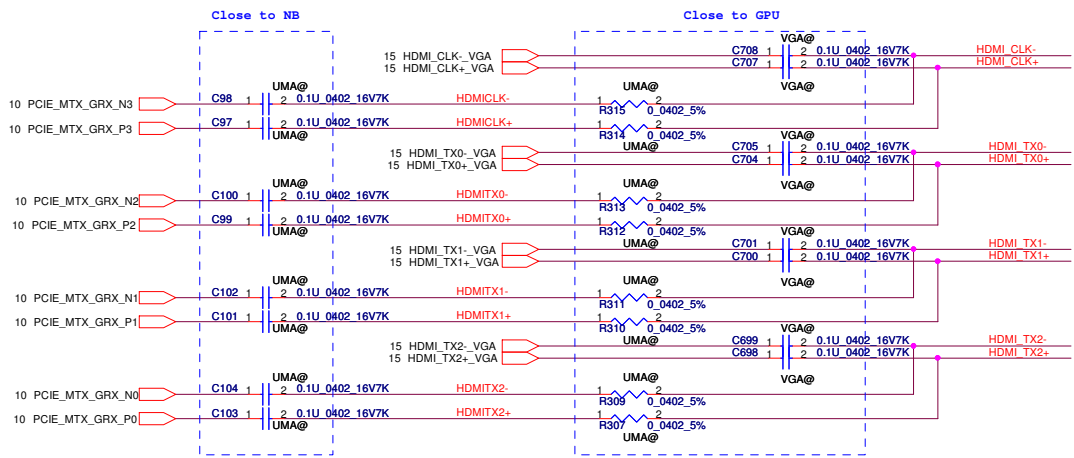 Close to NB
Close to GPU
VGA@
15 HDMI_CLK-_VGA C708 1 2 0.1U_0402_16V7K HDMI_CLK-
15 HDMI_CLK+_VGA C707 1 2 0.1U_0402_16V7K HDMI_CLK+
UMA@ UMA@ VGA@
10 PCIE_MTX_GRX_N3 C98 1 2 0.1U_0402_16V7K HDMICLK- 1 2
R315 0_0402_5%
10 PCIE_MTX_GRX_P3 C97 1 2 0.1U_0402_16V7K HDMICLK+ 1 2
UMA@ R314 0_0402_5%
UMA@ VGA@
15 HDMI_TX0-_VGA C705 1 2 0.1U_0402_16V7K HDMI_TX0-
15 HDMI_TX0+_VGA C704 1 2 0.1U_0402_16V7K HDMI_TX0+
UMA@ UMA@ VGA@
10 PCIE_MTX_GRX_N2 C100 1 2 0.1U_0402_16V7K HDMITX0- 1 2
R313 0_0402_5%
10 PCIE_MTX_GRX_P2 C99 1 2 0.1U_0402_16V7K HDMITX0+ 1 2
UMA@ R312 0_0402_5%
UMA@ VGA@
15 HDMI_TX1-_VGA C701 1 2 0.1U_0402_16V7K HDMI_TX1-
15 HDMI_TX1+_VGA C700 1 2 0.1U_0402_16V7K HDMI_TX1+
UMA@ UMA@ VGA@
10 PCIE_MTX_GRX_N1 C102 1 2 0.1U_0402_16V7K HDMITX1- 1 2
R311 0_0402_5%
10 PCIE_MTX_GRX_P1 C101 1 2 0.1U_0402_16V7K HDMITX1+ 1 2
UMA@ R310 0_0402_5%
UMA@ VGA@
15 HDMI_TX2-_VGA C699 1 2 0.1U_0402_16V7K HDMI_TX2-
15 HDMI_TX2+_VGA C698 1 2 0.1U_0402_16V7K HDMI_TX2+
UMA@ UMA@ VGA@
10 PCIE_MTX_GRX_N0 C104 1 2 0.1U_0402_16V7K HDMITX2- 1 2
R309 0_0402_5%
10 PCIE_MTX_GRX_P0 C103 1 2 0.1U_0402_16V7K HDMITX2+ 1 2
UMA@ R307 0_0402_5%
UMA@